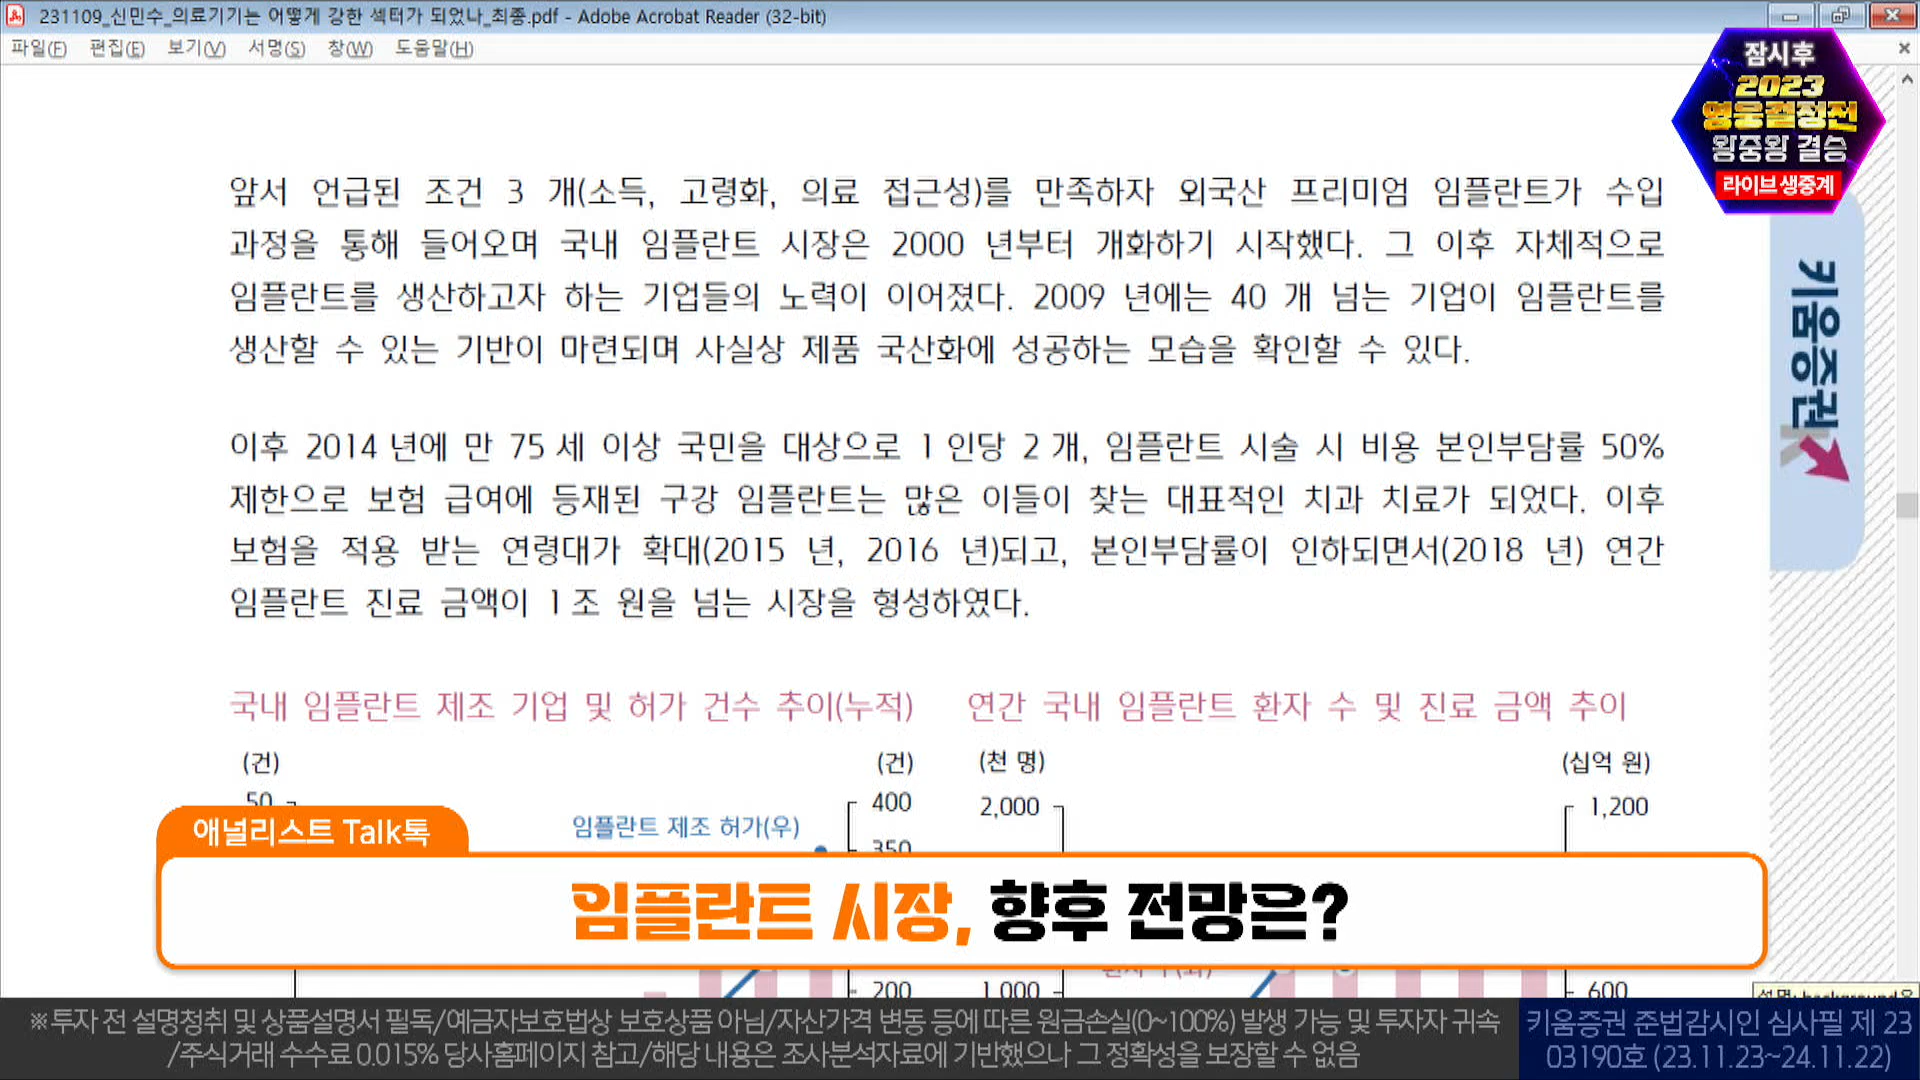 231109_신민수_의료기기는 어떻게 강한 섹터가 되었나_최종.pdf - Adobe Acrobat Reader (32-bit)
파일(F) 편집(E) 보기(V) 서명(S) 창(W) 도움말(H)
잠시후
2023
영웅결정전
왕중왕 결승
라이브 생중계
키움증권
앞서 언급된 조건 3 개(소득, 고령화, 의료 접근성)를 만족하자 외국산 프리미엄 임플란트가 수입
과정을 통해 들어오며 국내 임플란트 시장은 2000 년부터 개화하기 시작했다. 그 이후 자체적으로
임플란트를 생산하고자 하는 기업들의 노력이 이어졌다. 2009 년에는 40 개 넘는 기업이 임플란트를
생산할 수 있는 기반이 마련되며 사실상 제품 국산화에 성공하는 모습을 확인할 수 있다.
이후 2014 년에 만 75 세 이상 국민을 대상으로 1 인당 2 개, 임플란트 시술 시 비용 본인부담률 50%
제한으로 보험 급여에 등재된 구강 임플란트는 많은 이들이 찾는 대표적인 치과 치료가 되었다. 이후
보험을 적용 받는 연령대가 확대(2015 년, 2016 년)되고, 본인부담률이 인하되면서(2018 년) 연간
임플란트 진료 금액이 1 조 원을 넘는 시장을 형성하였다.
국내 임플란트 제조 기업 및 허가 건수 추이(누적)
(건) (건)
50 400
임플란트 제조 허가(우)
350
200
연간 국내 임플란트 환자 수 및 진료 금액 추이
(천 명) (십억 원)
2,000 1,200
환자 수(좌)
1,000 600
애널리스트 Talk톡
임플란트 시장, 향후 전망은?
설명: background우
※투자 전 설명청취 및 상품설명서 필독/예금자보호법상 보호상품 아님/자산가격 변동 등에 따른 원금손실(0~100%) 발생 가능 및 투자자 귀속
/주식거래 수수료 0.015% 당사홈페이지 참고/해당 내용은 조사분석자료에 기반했으나 그 정확성을 보장할 수 없음
키움증권 준법감시인 심사필 제 23
03190호 (23.11.23~24.11.22)